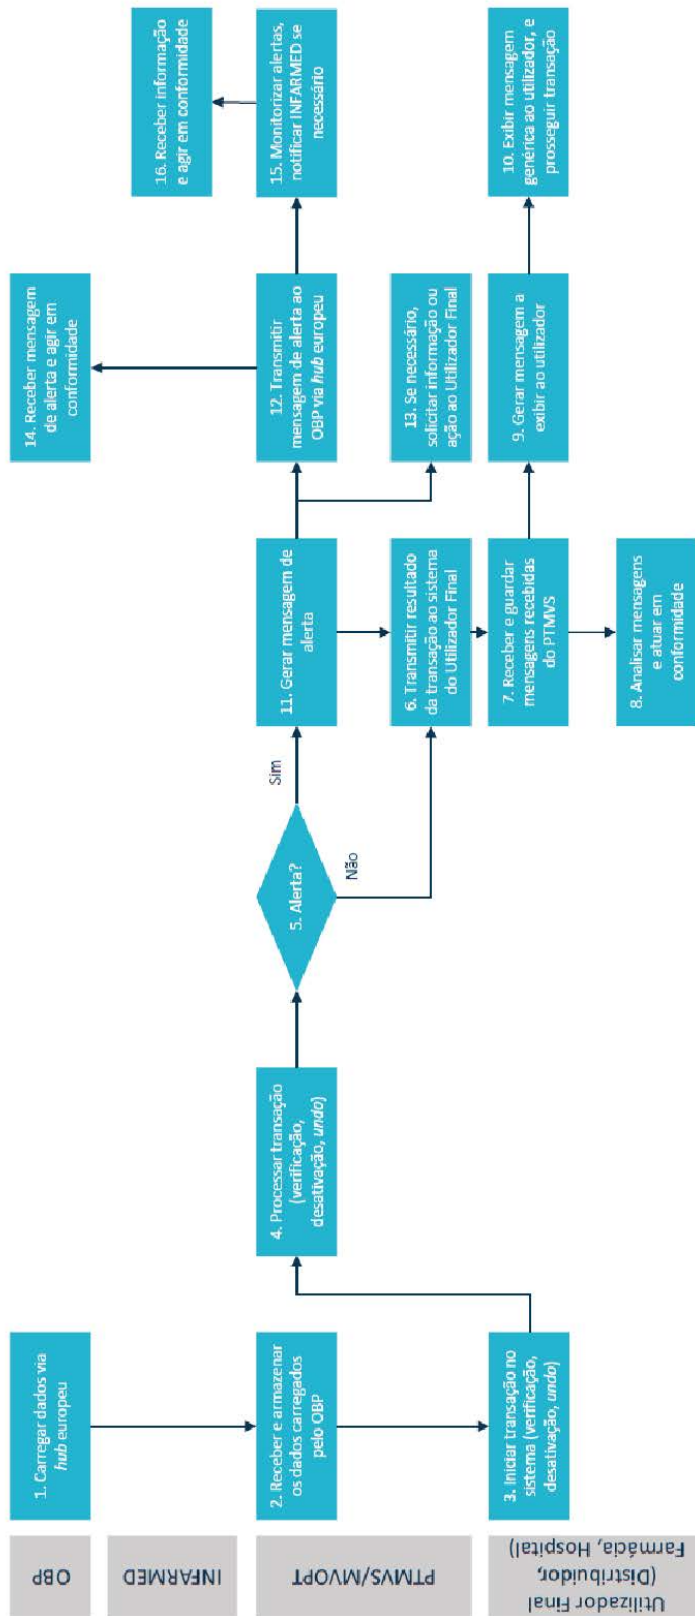 OBP
INFARMED
PTMVS/MVOPT
Utilizador Final
(Distribuidor,
Farmácia, Hospital)
1. Carregar dados via
hub europeu
2. Receber e armazenar
os dados carregados
pelo OBP
3. Iniciar transação no
sistema (verificação,
desativação, undo)
4. Processar transação
(verificação,
desativação, undo)
5. Alerta?
Sim
Não
11. Gerar mensagem de
alerta
6. Transmitir resultado
da transação ao sistema
do Utilizador Final
7. Receber e guardar
mensagens recebidas
do PTMVS
8. Analisar mensagens
e atuar em
conformidade
14. Receber mensagem
de alerta e agir em
conformidade
12. Transmitir
mensagem de alerta ao
OBP via hub europeu
13. Se necessário,
solicitar informação ou
ação ao Utilizador Final
9. Gerar mensagem a
exibir ao utilizador
16. Receber informação
e agir em conformidade
15. Monitorizar alertas,
notificar INFARMED se
necessário
10. Exibir mensagem
genérica ao utilizador, e
prosseguir transação